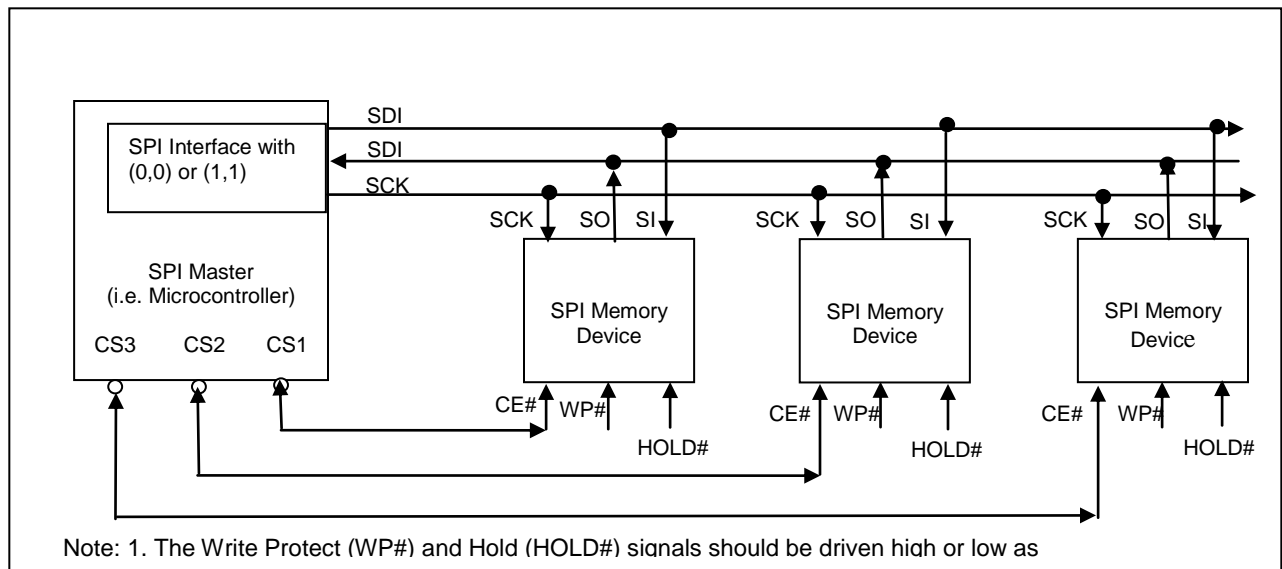 SDI
SPI Interface with
(0,0) or (1,1)
SDI
SCK
SCK SO SI
SCK SO SI
SCK SO SI
SPI Master
(i.e. Microcontroller)
SPI Memory
Device
SPI Memory
Device
SPI Memory
Device
CS3 CS2 CS1
CE# WP# HOLD#
CE# WP# HOLD#
CE# WP# HOLD#
Note: 1. The Write Protect (WP#) and Hold (HOLD#) signals should be driven high or low as